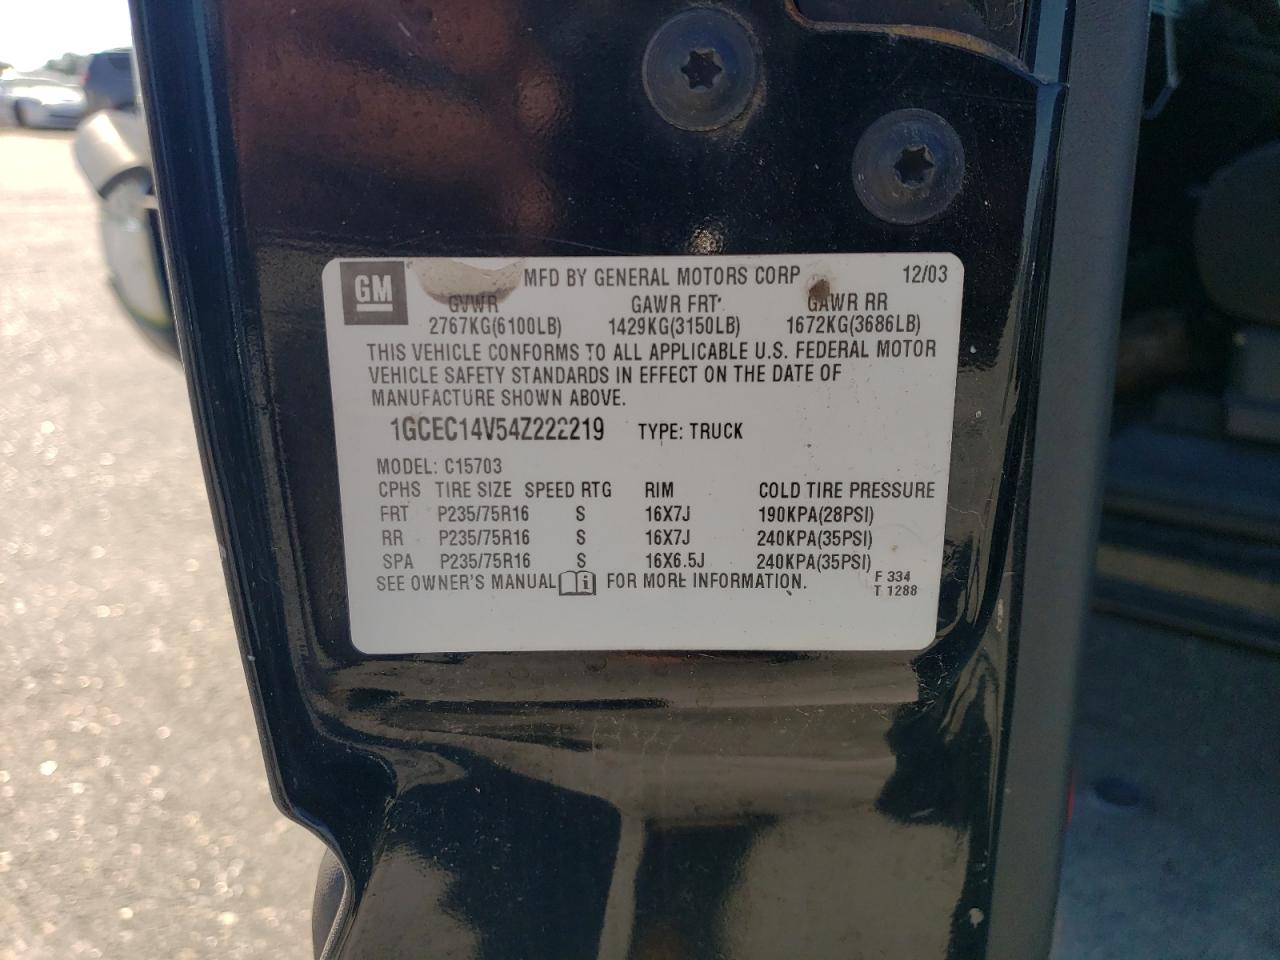 GM MFD BY GENERAL MOTORS CORP 12/03
GVWR GAWR FRT GAWR RR
2767KG(6100LB) 1429KG(3150LB) 1672KG(3686LB)
THIS VEHICLE CONFORMS TO ALL APPLICABLE U.S. FEDERAL MOTOR
VEHICLE SAFETY STANDARDS IN EFFECT ON THE DATE OF
MANUFACTURE SHOWN ABOVE.
1GCEC14V54Z222219 TYPE: TRUCK
MODEL: C15703
CPHS TIRE SIZE SPEED RTG RIM COLD TIRE PRESSURE
FRT P235/75R16 S 16X7J 190KPA(28PSI)
RR P235/75R16 S 16X7J 240KPA(35PSI)
SPA P235/75R16 S 16X6.5J 240KPA(35PSI)
SEE OWNER'S MANUAL i FOR MORE INFORMATION. F 334
T 1288